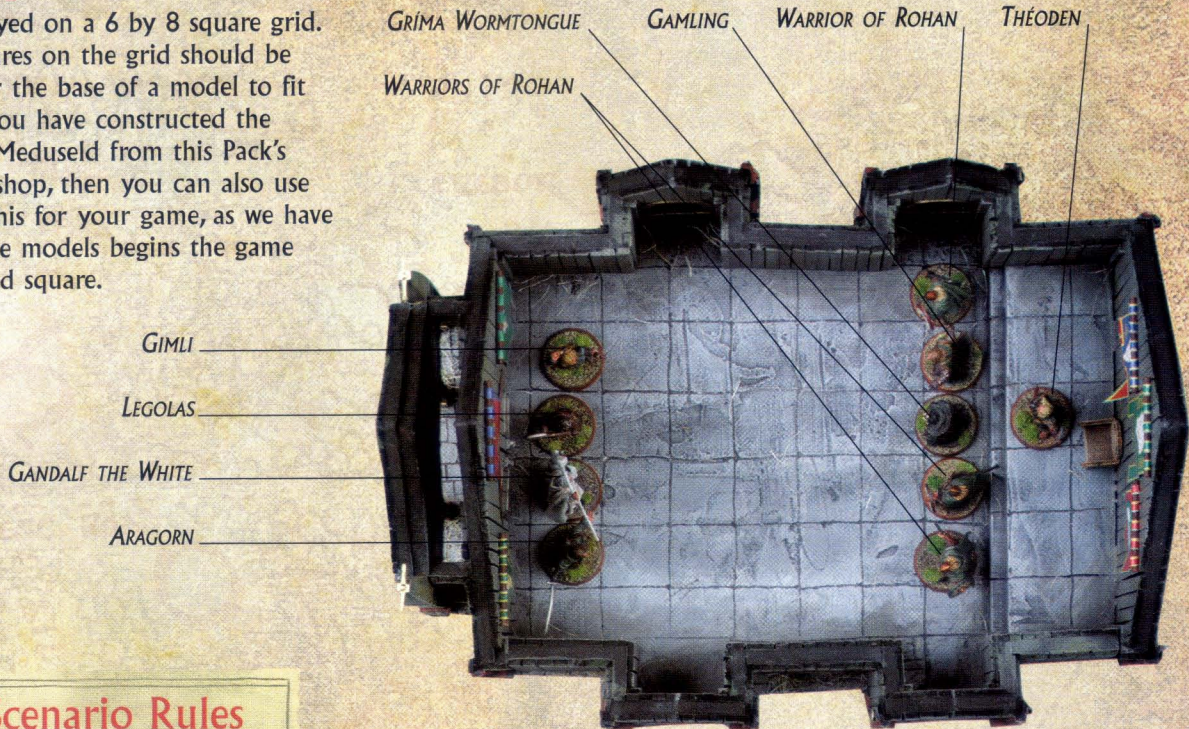 yed on a 6 by 8 square grid.
res on the grid should be
the base of a model to fit
ou have constructed the
Meduseld from this Pack's
shop, then you can also use
his for your game, as we have
e models begins the game
d square.
GRÍMA WORMTONGUE
GAMLING
WARRIOR OF ROHAN
THÉODEN
WARRIORS OF ROHAN
GIMLI
LEGOLAS
GANDALF THE WHITE
ARAGORN
Scenario Rules